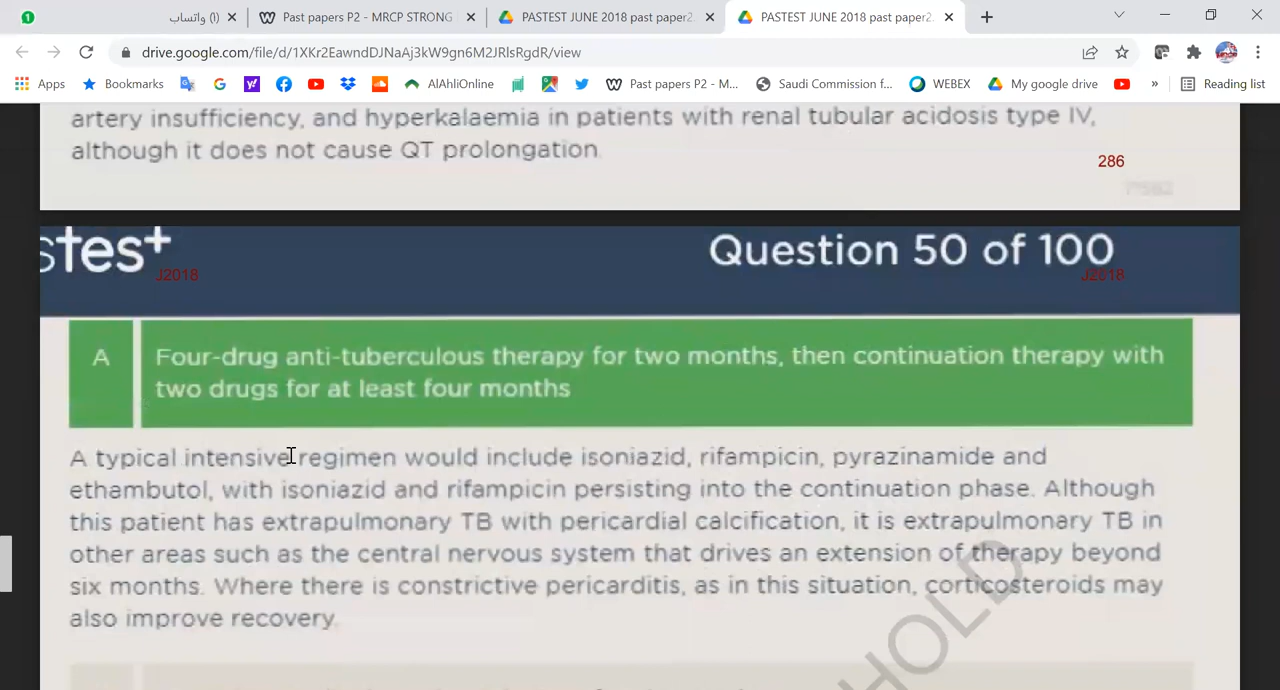 (1) واتساب
Past papers P2 - MRCP STRONG
PASTEST JUNE 2018 past paper2.
PASTEST JUNE 2018 past paper2.
drive.google.com/file/d/1XKr2EawndDJNaAj3kW9gn6M2JRIsRgdR/view
Apps Bookmarks AlAhliOnline Past papers P2 - M... Saudi Commission f... WEBEX My google drive » Reading list
artery insufficiency, and hyperkalaemia in patients with renal tubular acidosis type IV,
although it does not cause QT prolongation
286
stest+ Question 50 of 100
J2018 J2018
A Four-drug anti-tuberculous therapy for two months, then continuation therapy with
two drugs for at least four months
A typical intensive regimen would include isoniazid, rifampicin, pyrazinamide and
ethambutol, with isoniazid and rifampicin persisting into the continuation phase. Although
this patient has extrapulmonary TB with pericardial calcification, it is extrapulmonary TB in
other areas such as the central nervous system that drives an extension of therapy beyond
six months. Where there is constrictive pericarditis, as in this situation, corticosteroids may
also improve recovery.
HOLD